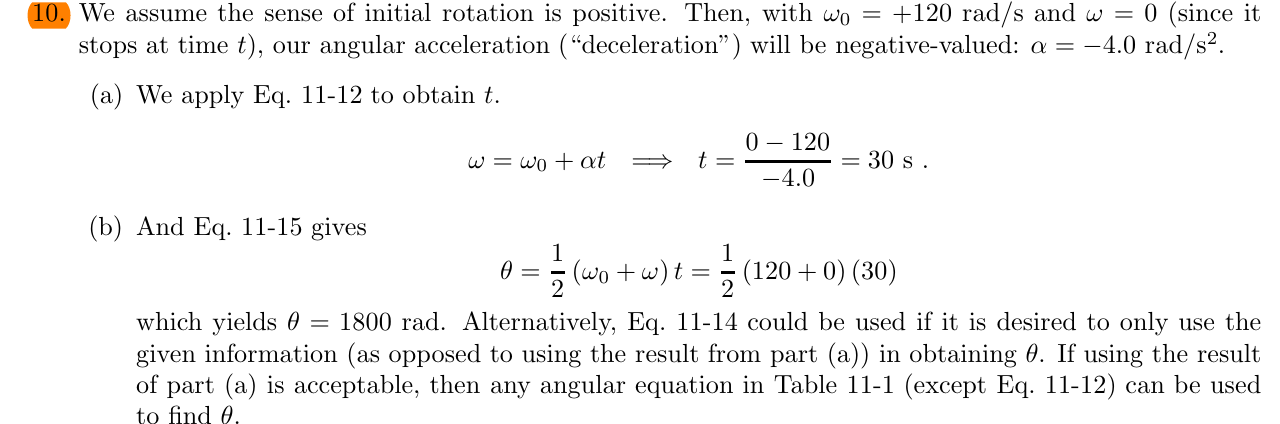 10. We assume the sense of initial rotation is positive. Then, with ω₀ = +120 rad/s and ω = 0 (since it
stops at time t), our angular acceleration (“deceleration”) will be negative-valued: α = −4.0 rad/s².
(a) We apply Eq. 11-12 to obtain t.
ω = ω₀ + αt ⟹ t = (0 − 120)/(−4.0) = 30 s .
(b) And Eq. 11-15 gives
θ = 1/2 (ω₀ + ω) t = 1/2 (120 + 0) (30)
which yields θ = 1800 rad. Alternatively, Eq. 11-14 could be used if it is desired to only use the
given information (as opposed to using the result from part (a)) in obtaining θ. If using the result
of part (a) is acceptable, then any angular equation in Table 11-1 (except Eq. 11-12) can be used
to find θ.